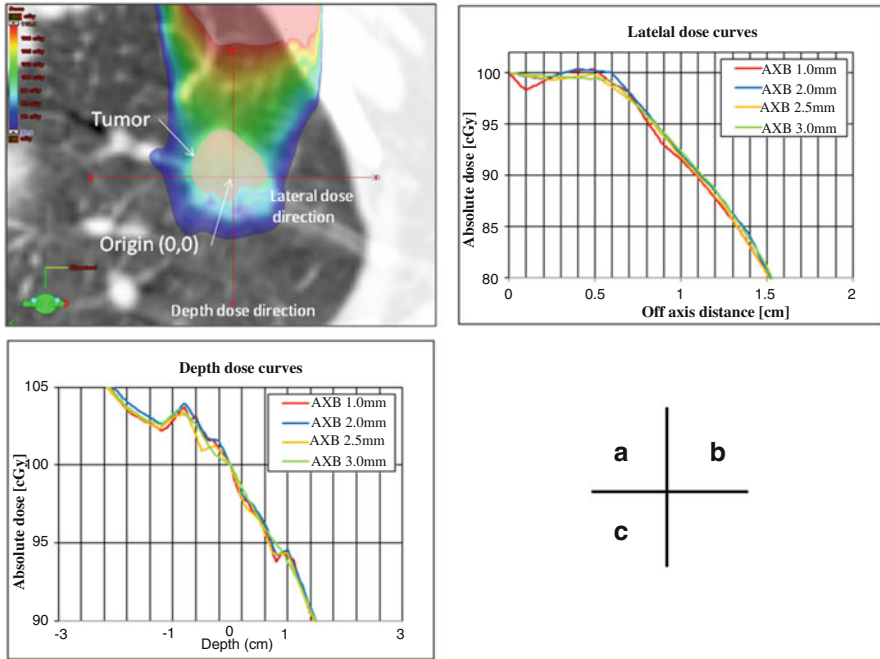 Dose
Tumor
Lateral dose
direction
Origin (0,0)
Depth dose direction
Latelal dose curves
Absolute dose [cGy]
100
95
90
85
80
AXB 1.0mm
AXB 2.0mm
AXB 2.5mm
AXB 3.0mm
0
0.5
1
1.5
2
Off axis distance [cm]
Depth dose curves
Absolute dose [cGy]
105
100
95
90
AXB 1.0mm
AXB 2.0mm
AXB 2.5mm
AXB 3.0mm
-3
-1
0
1
3
Depth (cm)
a
b
c